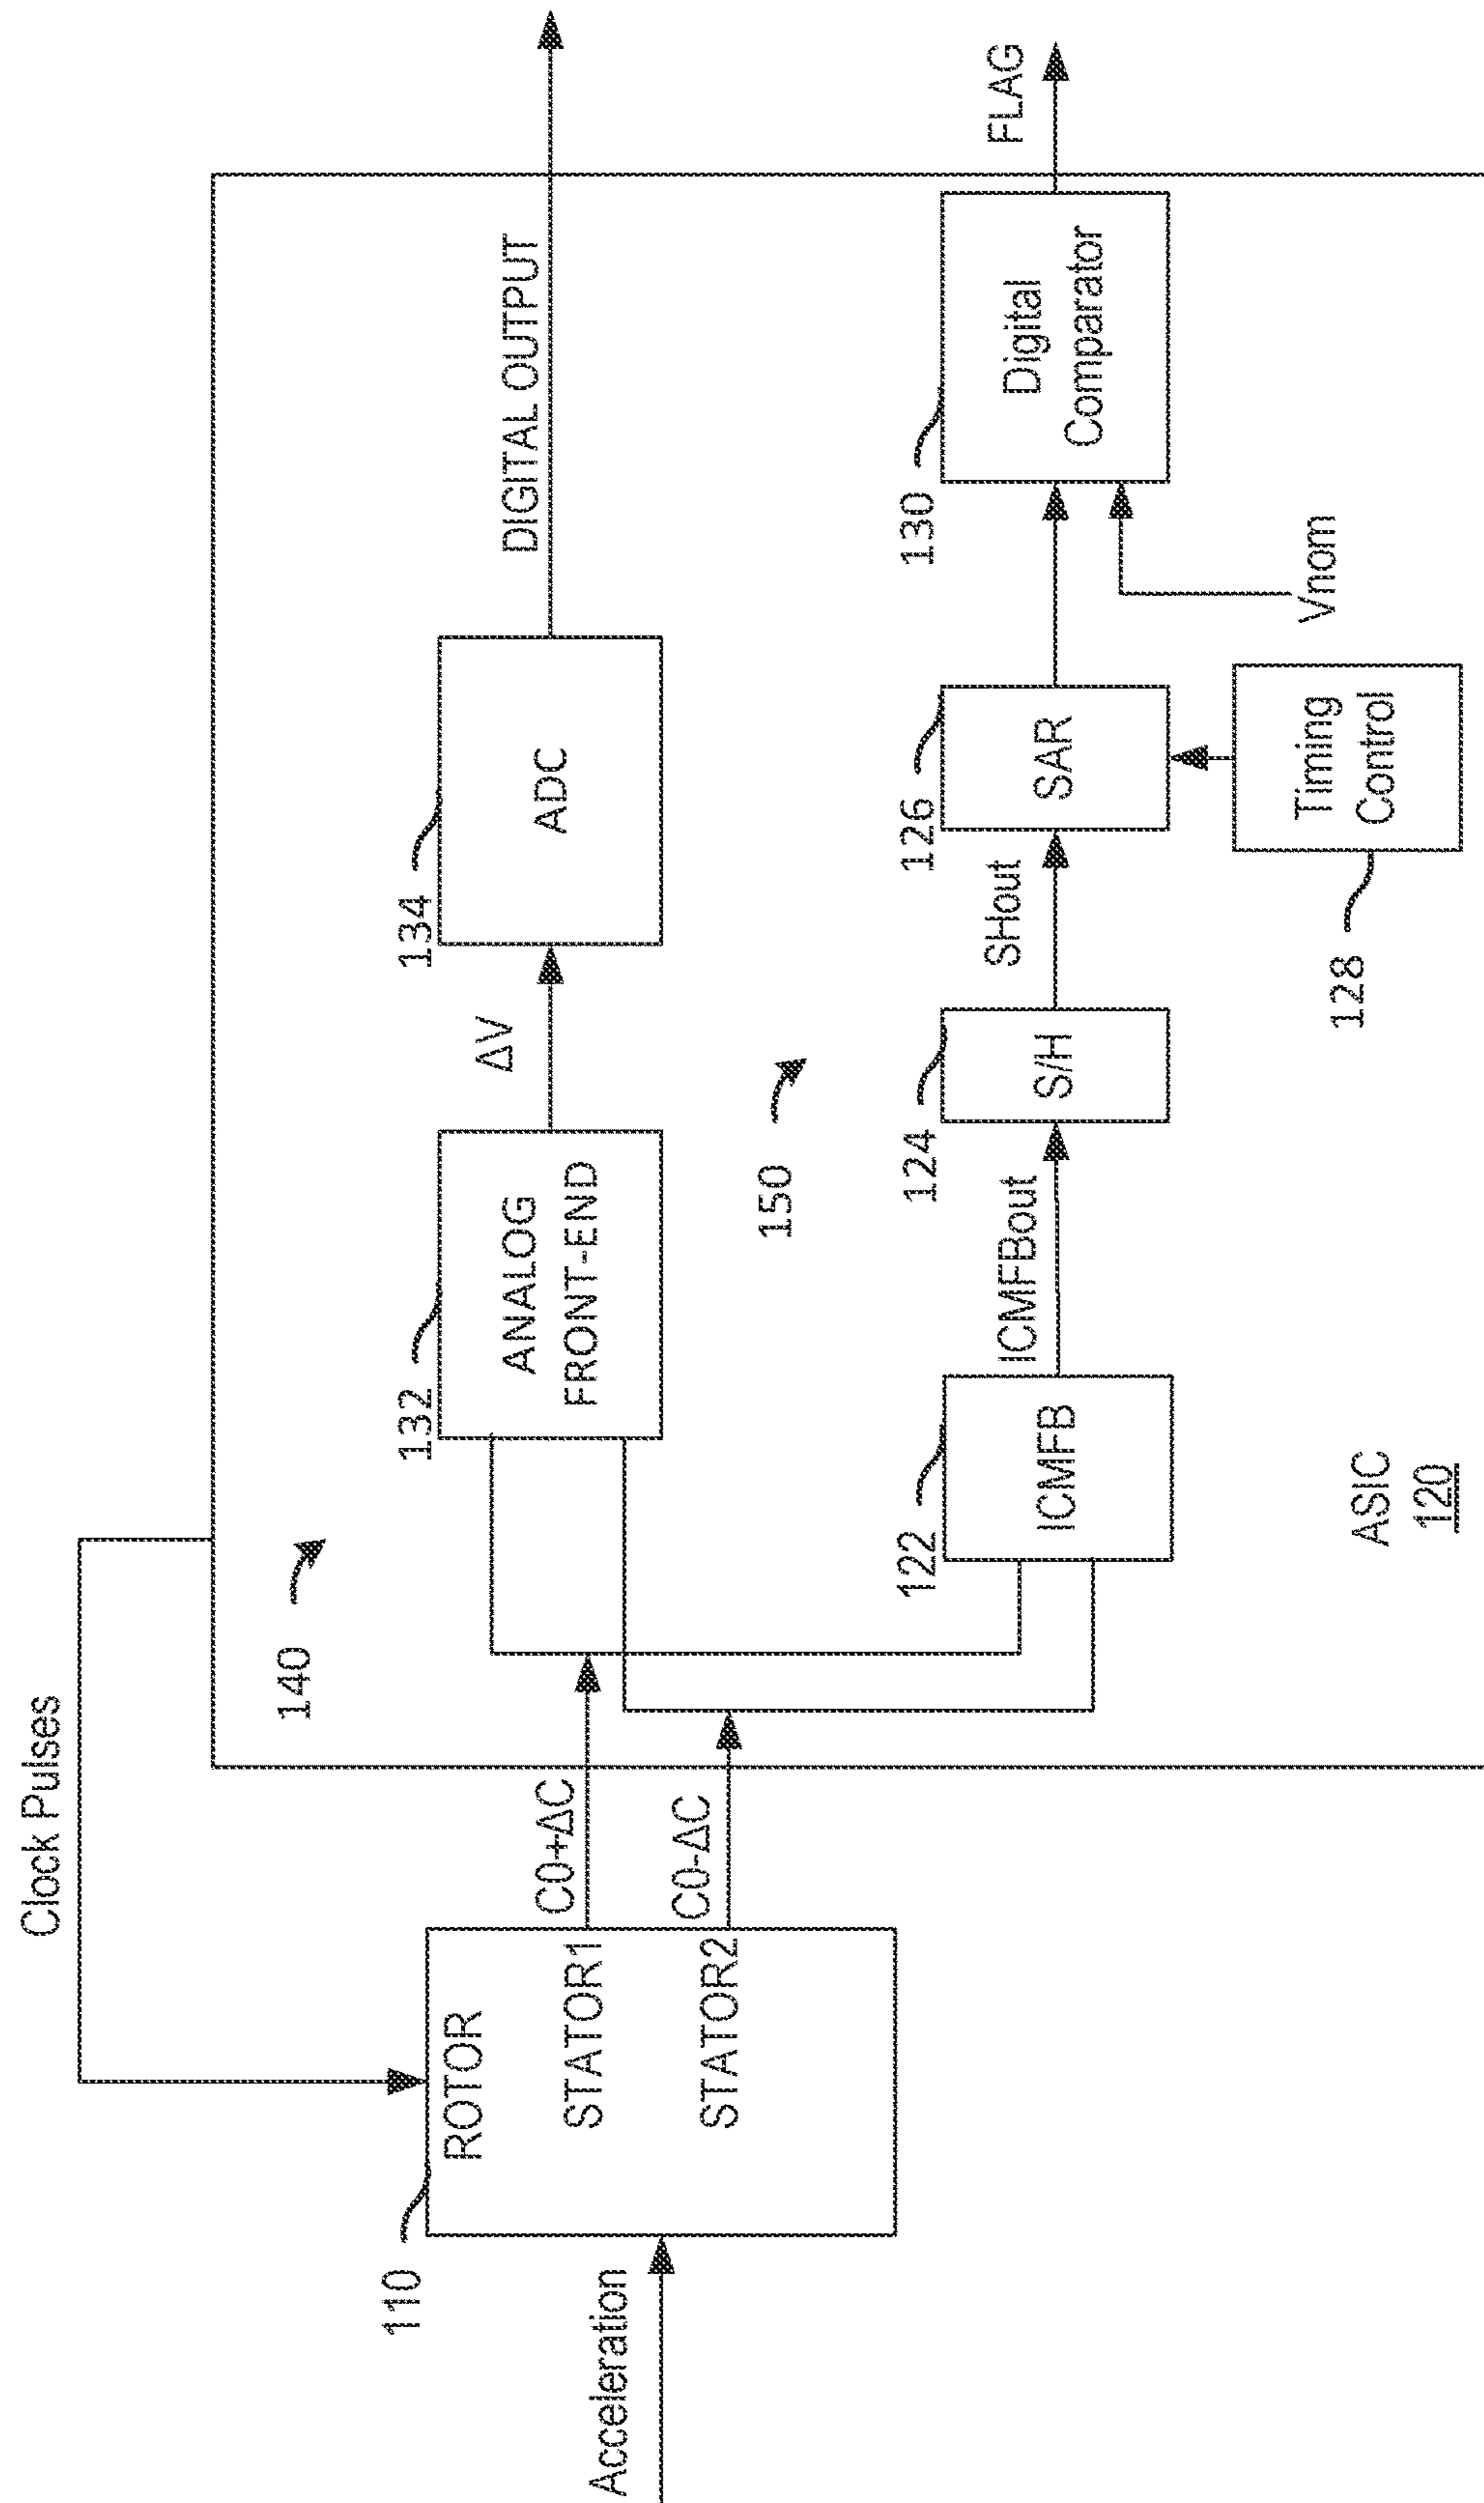 Clock Pulses
140
110
ROTOR
STATOR1
STATOR2
Acceleration
C0+ΔC
C0-ΔC
132
ANALOG
FRONT-END
ΔV
134
ADC
DIGITAL OUTPUT
150
122
ICMFB
ICMFBout
124
S/H
SHout
126
SAR
128
Timing
Control
Vnom
130
Digital
Comparator
FLAG
ASIC
120